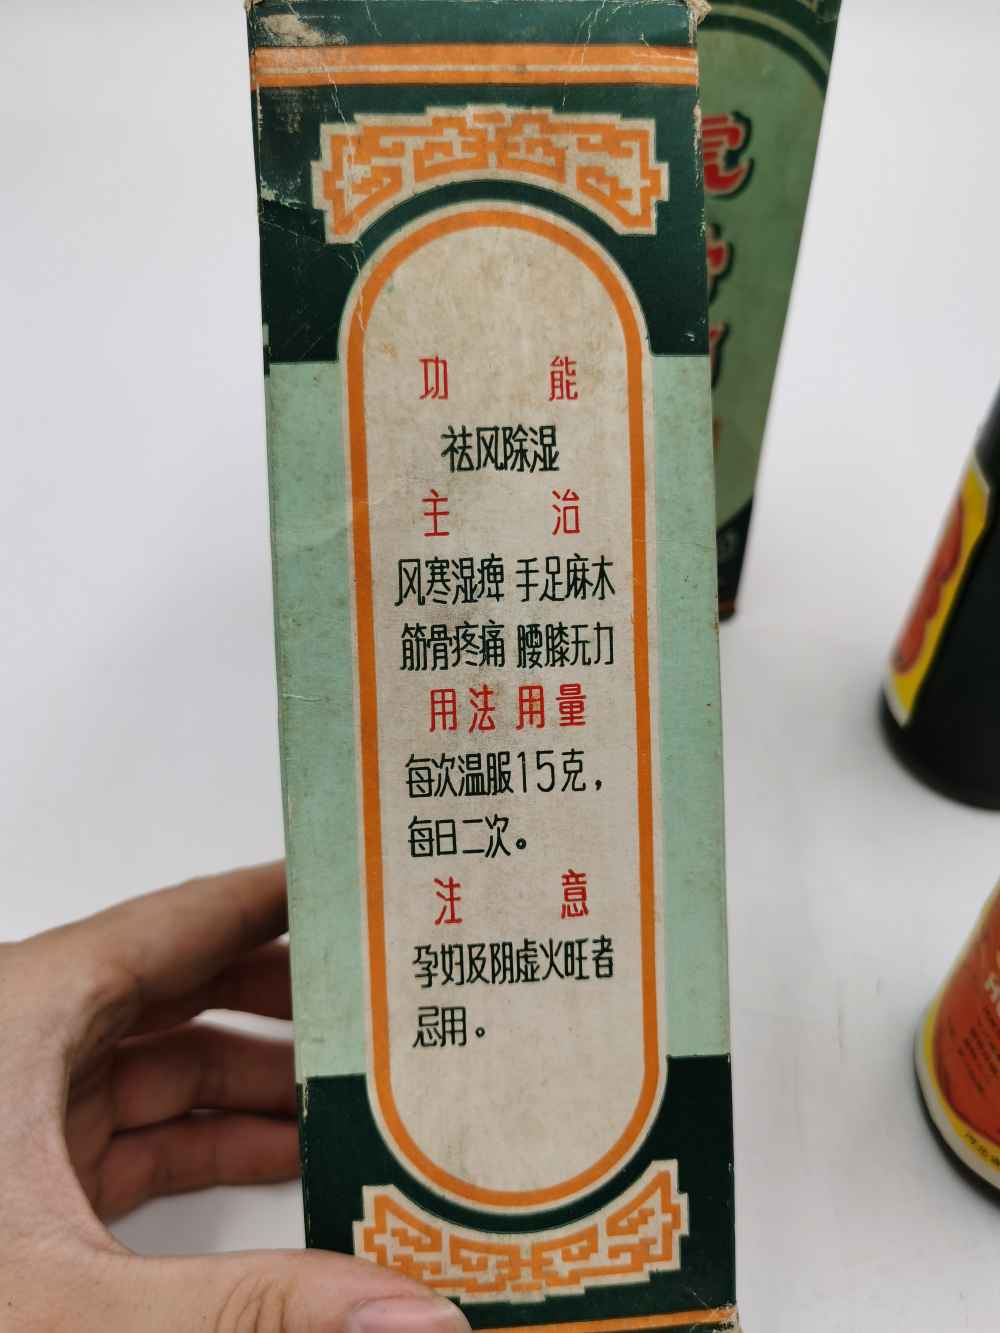 功 能
祛风除湿
主 治
风寒湿痺 手足麻木
筋骨疼痛 腰膝无力
用法 用量
每次温服15克，
每日二次。
注 意
孕妇及阴虚火旺者
忌用。